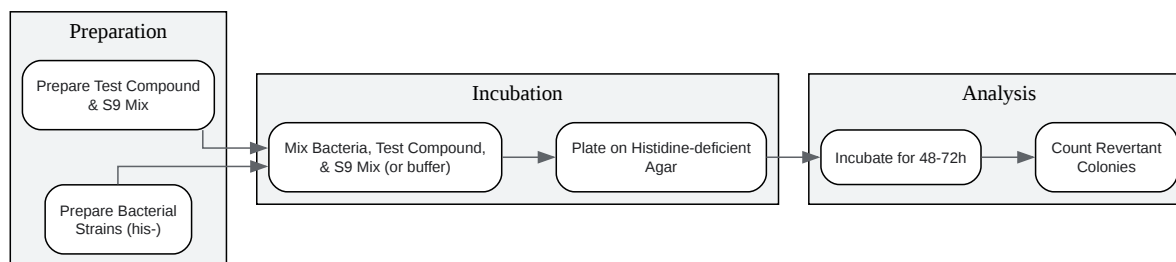 Preparation
Prepare Test Compound
& S9 Mix
Prepare Bacterial
Strains (his-)
Incubation
Mix Bacteria, Test Compound,
& S9 Mix (or buffer)
Plate on Histidine-deficient
Agar
Analysis
Incubate for 48-72h
Count Revertant
Colonies